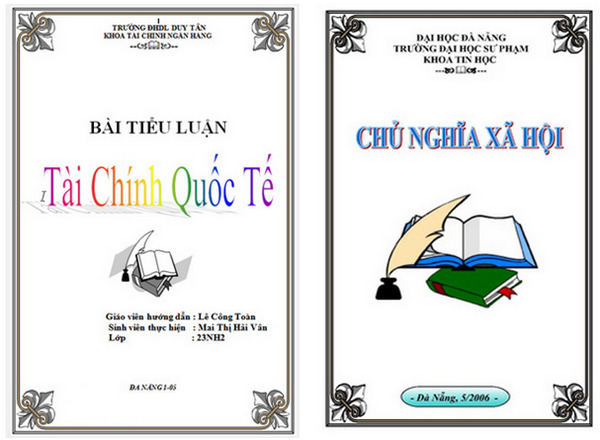 TRƯỜNG ĐHDL DUY TÂN
KHOA TÀI CHÍNH NGÂN HÀNG
BÀI TIỂU LUẬN
Tài Chính Quốc Tế
Giáo viên hướng dẫn : Lê Công Toàn
Sinh viên thực hiện : Mai Thị Hải Vân
Lớp : 23NH2
ĐA NĂNG 1-05
ĐẠI HỌC ĐÀ NẴNG
TRƯỜNG ĐẠI HỌC SƯ PHẠM
KHOA TIN HỌC
CHỦ NGHĨA XÃ HỘI
- Đà Nẵng, 5/2006 -